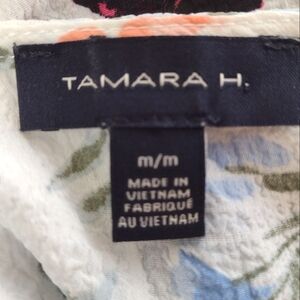 TAMARA H.
m/m
MADE IN
VIETNAM
FABRIQUÉ
AU VIETNAM